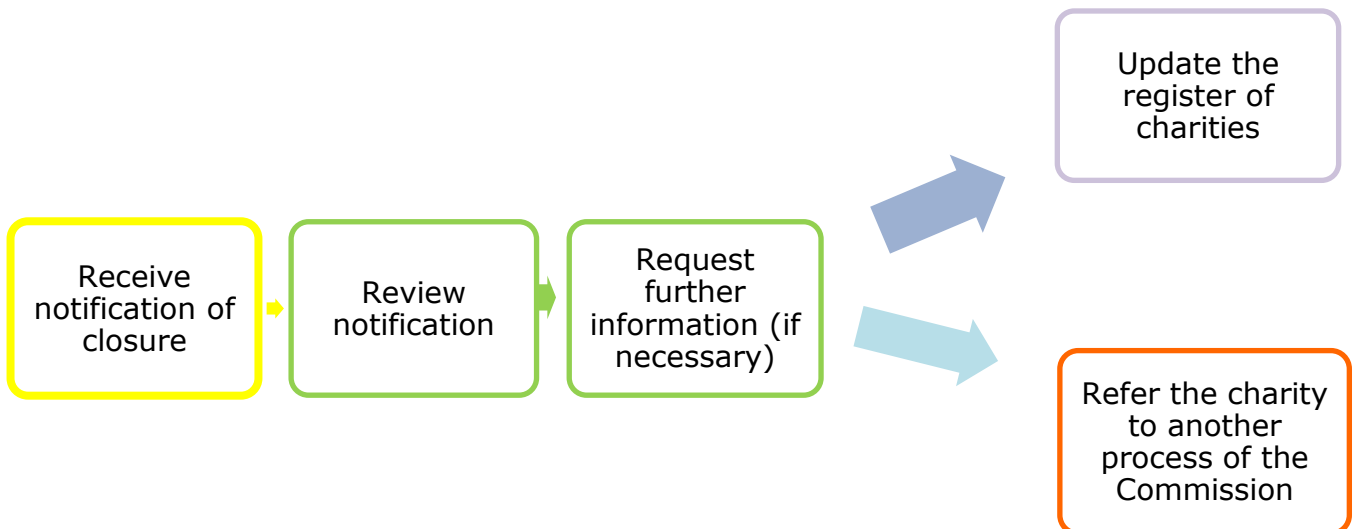 Receive
notification of
closure
Review
notification
Request
further
information (if
necessary)
Update the
register of
charities
Refer the charity
to another
process of the
Commission